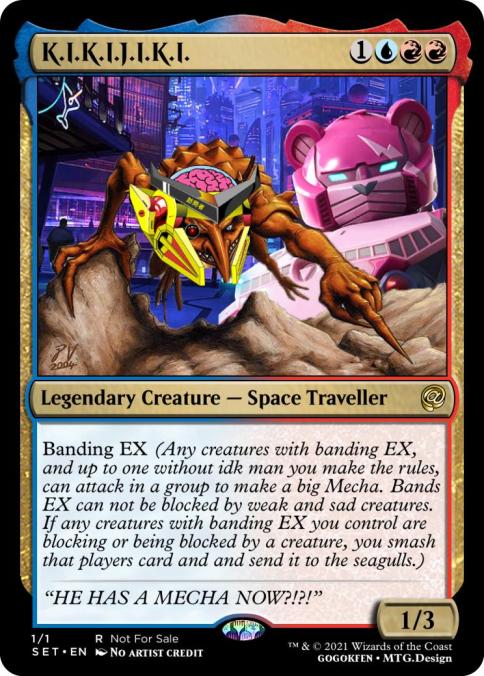 K.I.K.I.J.I.K.I.
1
PV
2004
Legendary Creature — Space Traveller
@
Banding EX (Any creatures with banding EX,
and up to one without idk man you make the rules,
can attack in a group to make a big Mecha. Bands
EX can not be blocked by weak and sad creatures.
If any creatures with banding EX you control are
blocking or being blocked by a creature, you smash
that players card and and send it to the seagulls.)
“HE HAS A MECHA NOW?!?!”
1/3
1/1 R Not For Sale
SET • EN No ARTIST CREDIT
™ & © 2021 Wizards of the Coast
GOGOKFEN • MTG.Design